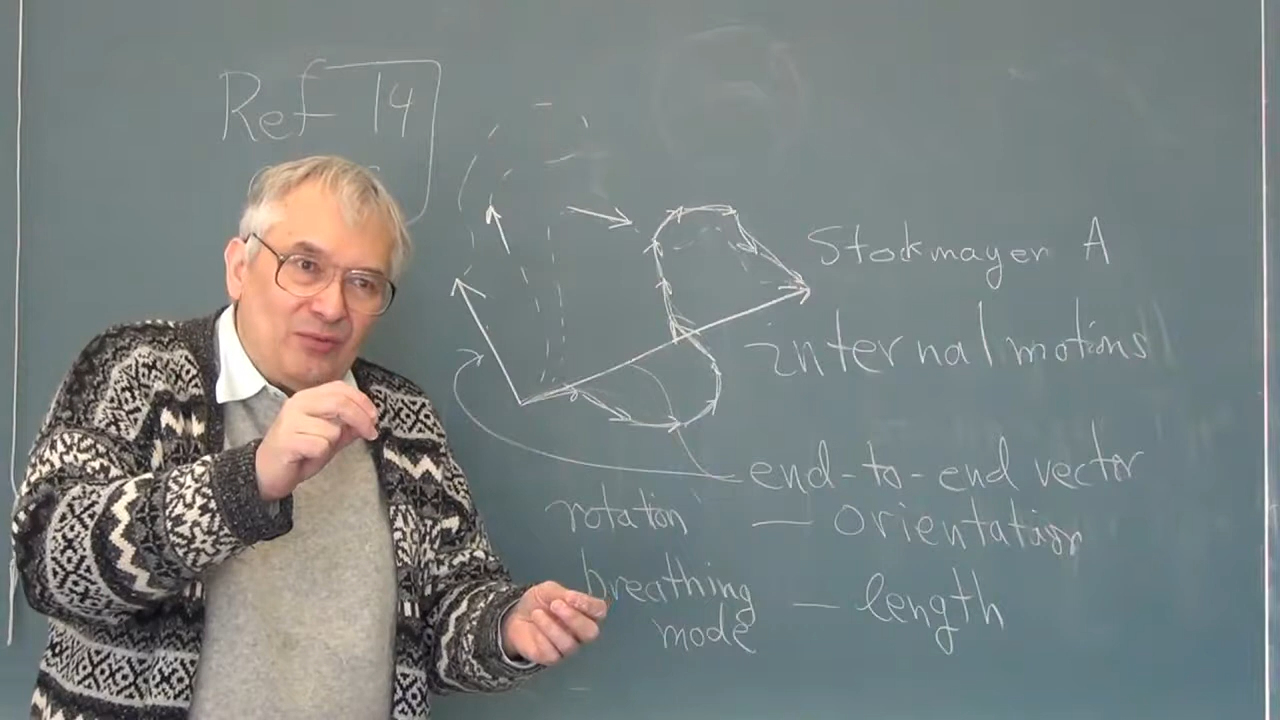 Ref 14
Stockmayer A
internal motions
end-to-end vector
rotation — orientation
breathing — length
mode